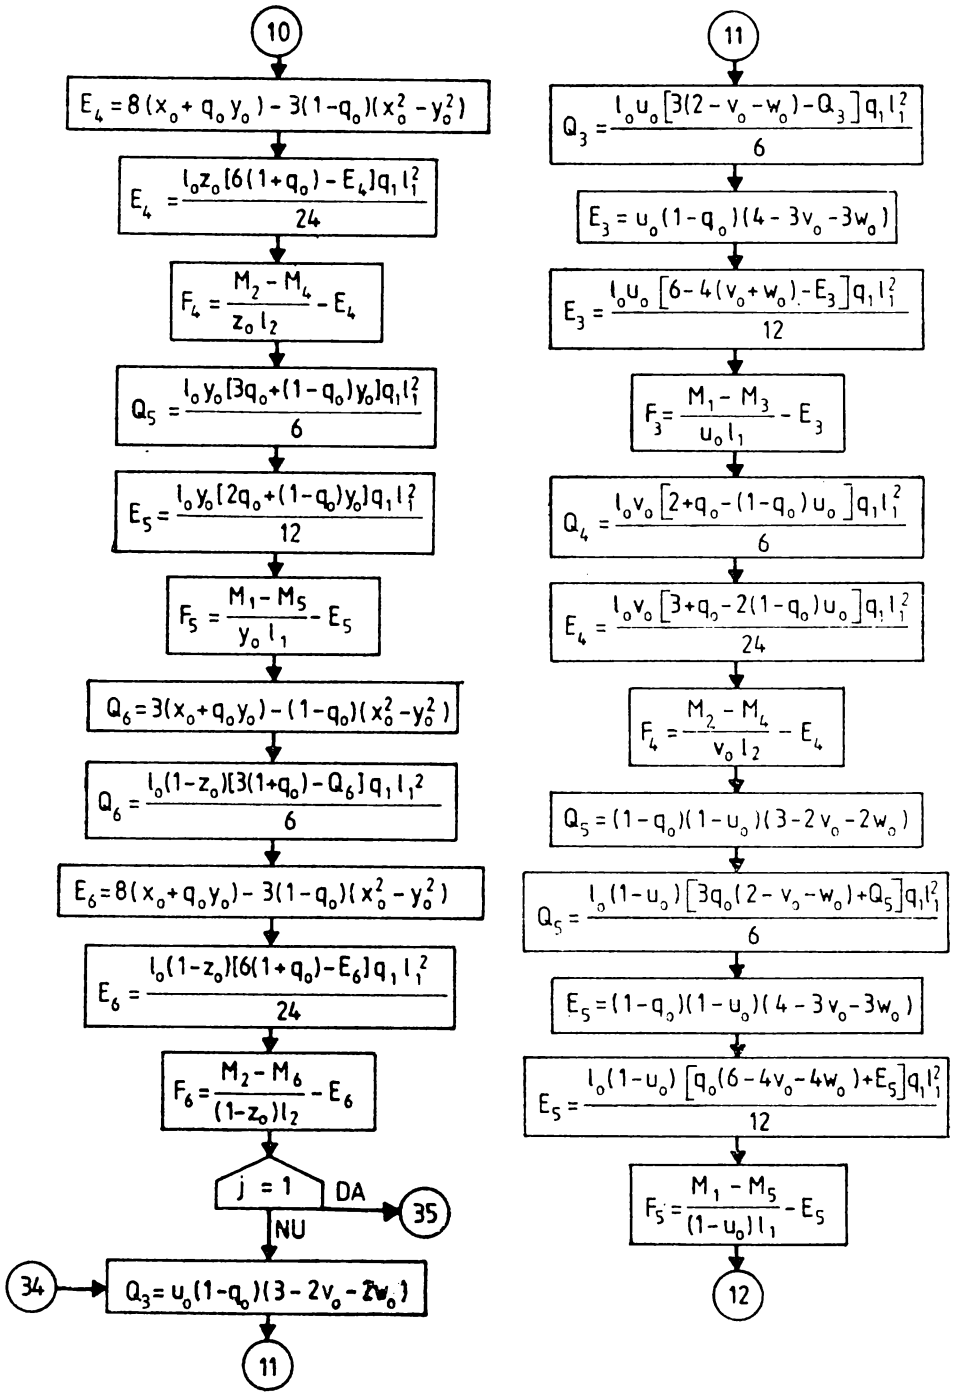 10
E₄ = 8(x₀ + q₀y₀) − 3(1−q₀)(x₀² − y₀²)
E₄ = l₀z₀[6(1+q₀) − E₄]q₁l₁² / 24
F₄ = (M₂ − M₄) / (z₀l₂) − E₄
Q₅ = l₀y₀[3q₀+(1−q₀)y₀]q₁l₁² / 6
E₅ = l₀y₀[2q₀+(1−q₀)y₀]q₁l₁² / 12
F₅ = (M₁ − M₅) / (y₀l₁) − E₅
Q₆ = 3(x₀+q₀y₀) − (1−q₀)(x₀²−y₀²)
Q₆ = l₀(1−z₀)[3(1+q₀) − Q₆]q₁l₁² / 6
E₆ = 8(x₀+q₀y₀) − 3(1−q₀)(x₀²−y₀²)
E₆ = l₀(1−z₀)[6(1+q₀) − E₆]q₁l₁² / 24
F₆ = (M₂ − M₆) / ((1−z₀)l₂) − E₆
j = 1
DA
35
NU
34
Q₃ = u₀(1−q₀)(3 − 2v₀ − 2w₀)
11
11
Q₃ = l₀u₀[3(2 − v₀ − w₀) − Q₃]q₁l₁² / 6
E₃ = u₀(1−q₀)(4 − 3v₀ − 3w₀)
E₃ = l₀u₀[6−4(v₀+w₀) − E₃]q₁l₁² / 12
F₃ = (M₁ − M₃) / (u₀l₁) − E₃
Q₄ = l₀v₀[2+q₀−(1−q₀)u₀]q₁l₁² / 6
E₄ = l₀v₀[3+q₀−2(1−q₀)u₀]q₁l₁² / 24
F₄ = (M₂ − M₄) / (v₀l₂) − E₄
Q₅ = (1−q₀)(1−u₀)(3−2v₀−2w₀)
Q₅ = l₀(1−u₀)[3q₀(2−v₀−w₀)+Q₅]q₁l₁² / 6
E₅ = (1−q₀)(1−u₀)(4−3v₀−3w₀)
E₅ = l₀(1−u₀)[q₀(6−4v₀−4w₀)+E₅]q₁l₁² / 12
F₅ = (M₁ − M₅) / ((1−u₀)l₁) − E₅
12